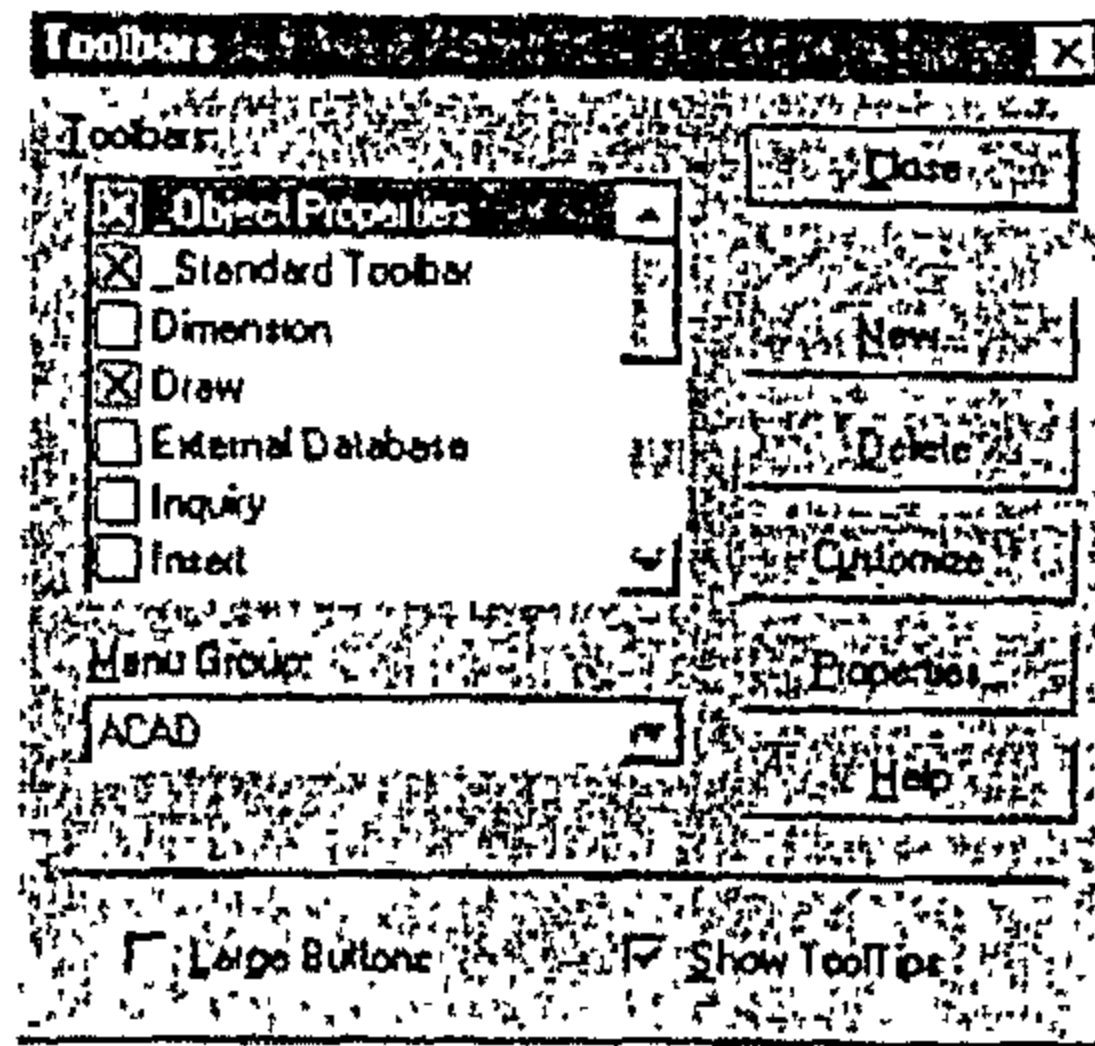 Toolbars
Toolbars:
_Object Properties
_Standard Toolbar
Dimension
Draw
External Database
Inquiry
Insert
Menu Group:
ACAD
Close
New...
Delete
Customize...
Properties...
Help
Large Buttons
Show ToolTips